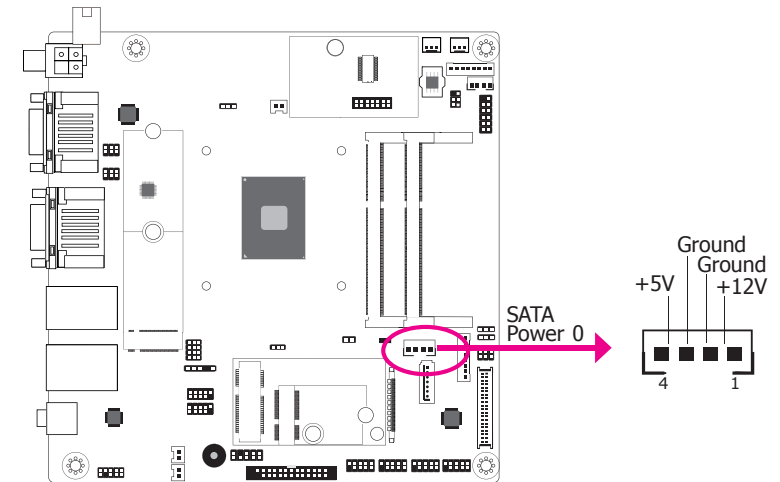 SATA
Power 0
Ground
Ground
+5V
+12V
4
1